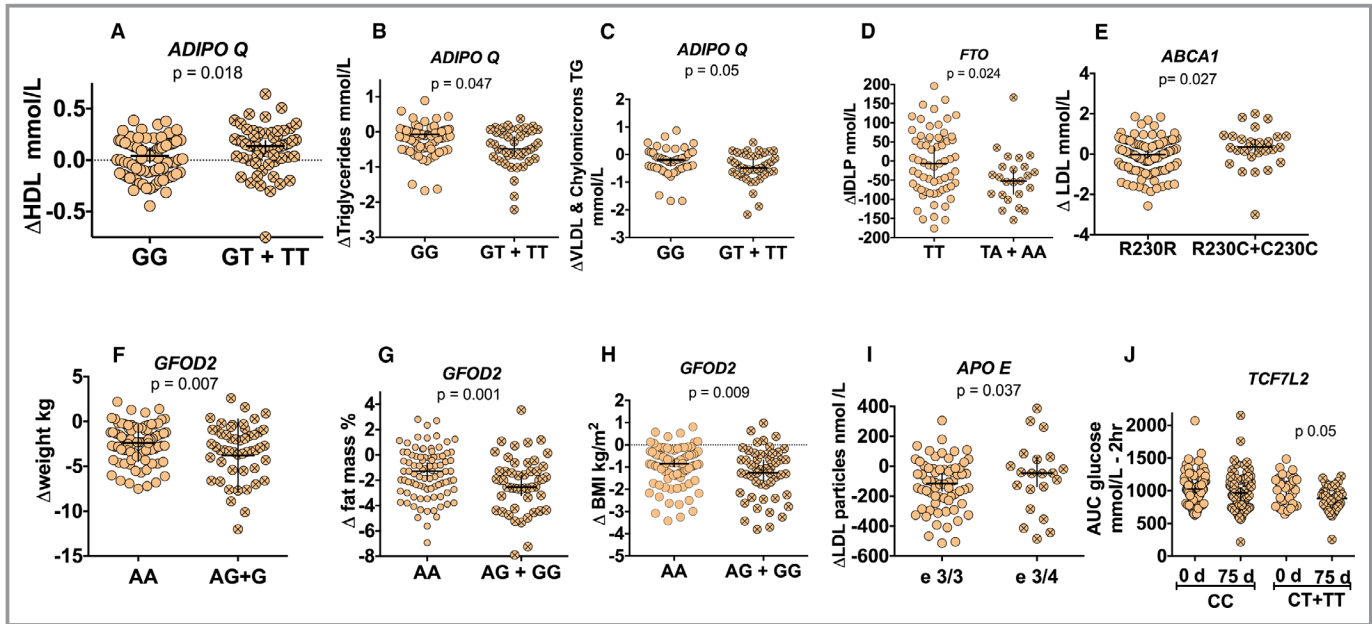 A
ADIPO Q
p = 0.018
ΔHDL mmol/L
0.5
0.0
-0.5
GG
GT + TT
B
ADIPO Q
p = 0.047
ΔTriglycerides mmol/L
1
0
-1
-2
-3
GG
GT + TT
C
ADIPO Q
p = 0.05
ΔVLDL & Chylomicrons TG
mmol/L
2
1
0
-1
-2
-3
GG
GT + TT
D
FTO
p = 0.024
ΔIDLP nmol/L
200
150
100
50
0
-50
-100
-150
-200
TT
TA + AA
E
ABCA1
p= 0.027
Δ LDL mmol/L
4
2
0
-2
-4
R230R
R230C+C230C
F
GFOD2
p = 0.007
Δweight kg
5
0
-5
-10
-15
AA
AG+G
G
GFOD2
p = 0.001
Δ fat mass %
4
2
0
-2
-4
-6
-8
AA
AG + GG
H
GFOD2
p = 0.009
Δ BMI kg/m²
2
1
0
-1
-2
-3
-4
-5
AA
AG + GG
I
APO E
p = 0.037
ΔLDL particles nmol /L
400
200
0
-200
-400
-600
e 3/3
e 3/4
J
TCF7L2
p 0.05
AUC glucose
mmol/L - 2hr
2000
1500
1000
500
0
0 d
75 d
0 d
75 d
CC
CT+TT